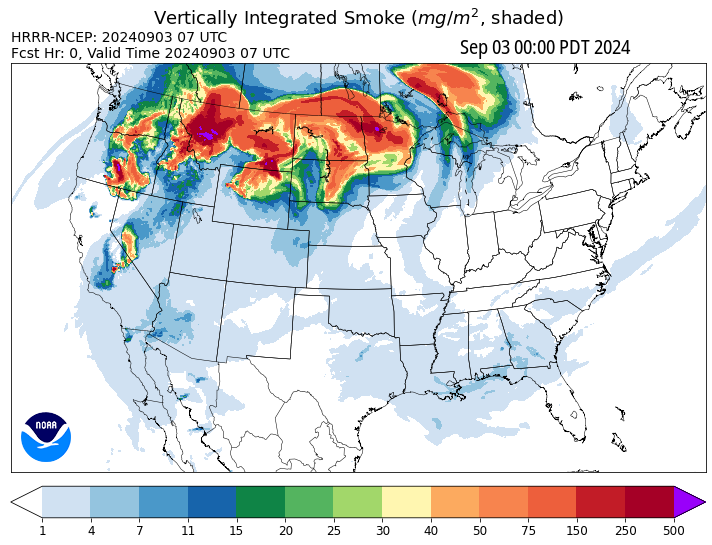 Vertically Integrated Smoke (mg/m², shaded)
HRRR-NCEP: 20240903 07 UTC
Fcst Hr: 0, Valid Time 20240903 07 UTC
Sep 03 00:00 PDT 2024
NOAA
1 4 7 11 15 20 25 30 40 50 75 150 250 500